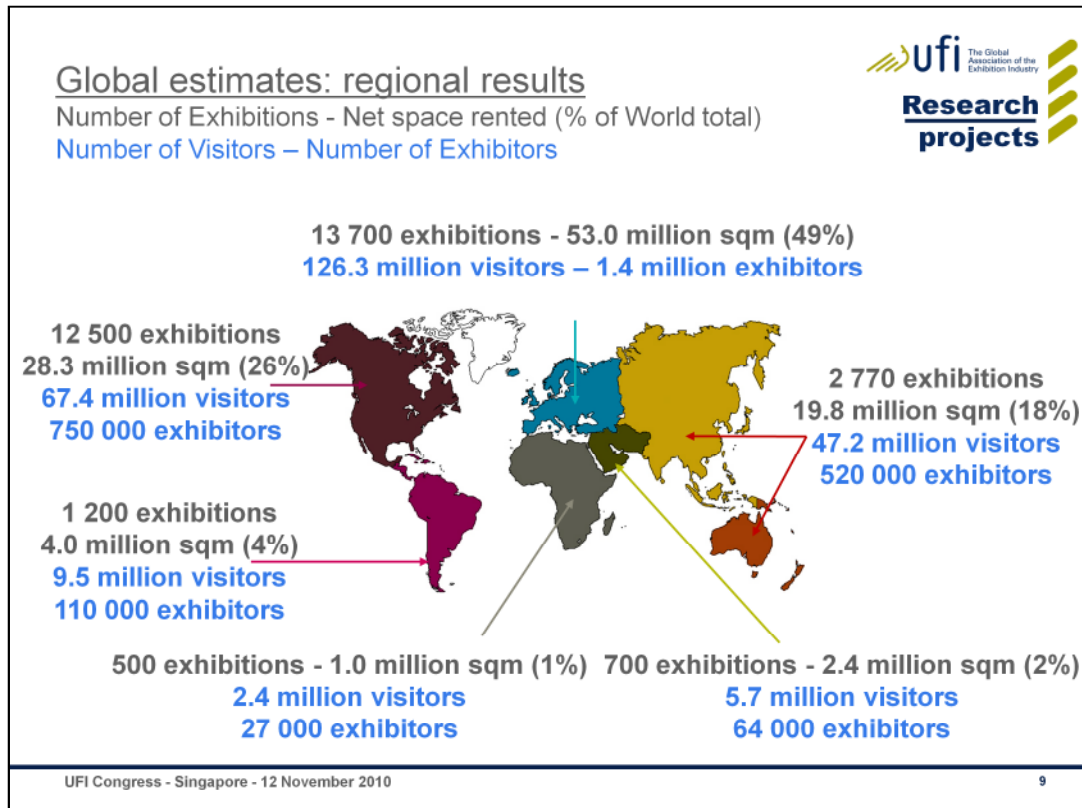 Global estimates: regional results
Number of Exhibitions - Net space rented (% of World total)
Number of Visitors – Number of Exhibitors
ufi
The Global
Association of the
Exhibition Industry
Research
projects
13 700 exhibitions - 53.0 million sqm (49%)
126.3 million visitors – 1.4 million exhibitors
12 500 exhibitions
28.3 million sqm (26%)
67.4 million visitors
750 000 exhibitors
2 770 exhibitions
19.8 million sqm (18%)
47.2 million visitors
520 000 exhibitors
1 200 exhibitions
4.0 million sqm (4%)
9.5 million visitors
110 000 exhibitors
500 exhibitions - 1.0 million sqm (1%)
2.4 million visitors
27 000 exhibitors
700 exhibitions - 2.4 million sqm (2%)
5.7 million visitors
64 000 exhibitors
UFI Congress - Singapore - 12 November 2010
9